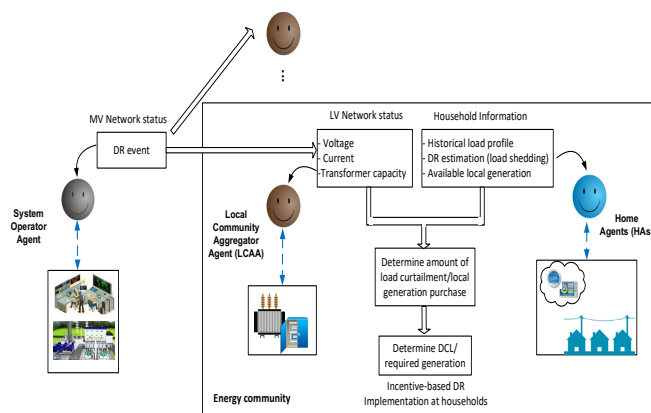 MV Network status
DR event
System
Operator
Agent
LV Network status
- Voltage
- Current
-Transformer capacity
Household Information
- Historical load profile
- DR estimation (load shedding)
- Available local generation
Local
Community
Aggregator
Agent (LCAA)
Home
Agents (HAs
Determine amount of
load curtailment/local
generation purchase
Determine DCL/
required generation
Incentive-based DR
Implementation at households
Energy community